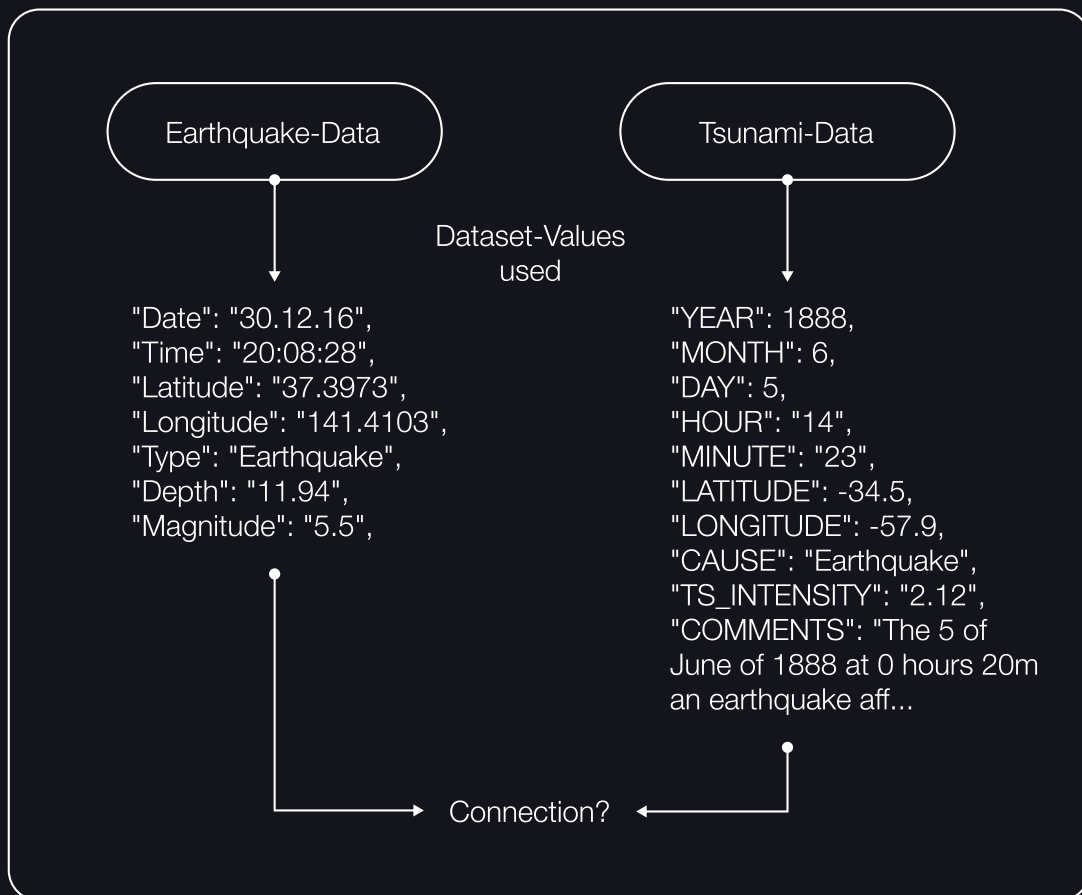 Earthquake-Data
Tsunami-Data
Dataset-Values
used
"Date": "30.12.16",
"Time": "20:08:28",
"Latitude": "37.3973",
"Longitude": "141.4103",
"Type": "Earthquake",
"Depth": "11.94",
"Magnitude": "5.5",
"YEAR": 1888,
"MONTH": 6,
"DAY": 5,
"HOUR": "14",
"MINUTE": "23",
"LATITUDE": -34.5,
"LONGITUDE": -57.9,
"CAUSE": "Earthquake",
"TS_INTENSITY": "2.12",
"COMMENTS": "The 5 of
June of 1888 at 0 hours 20m
an earthquake aff...
Connection?